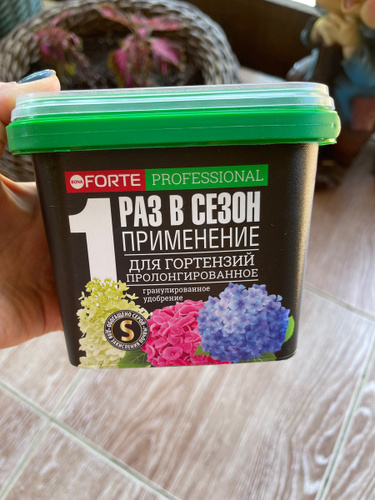 BONA FORTE PROFESSIONAL
1 РАЗ В СЕЗОН
ПРИМЕНЕНИЕ
ДЛЯ ГОРТЕНЗИЙ
ПРОЛОНГИРОВАННОЕ
гранулированное
удобрение
S